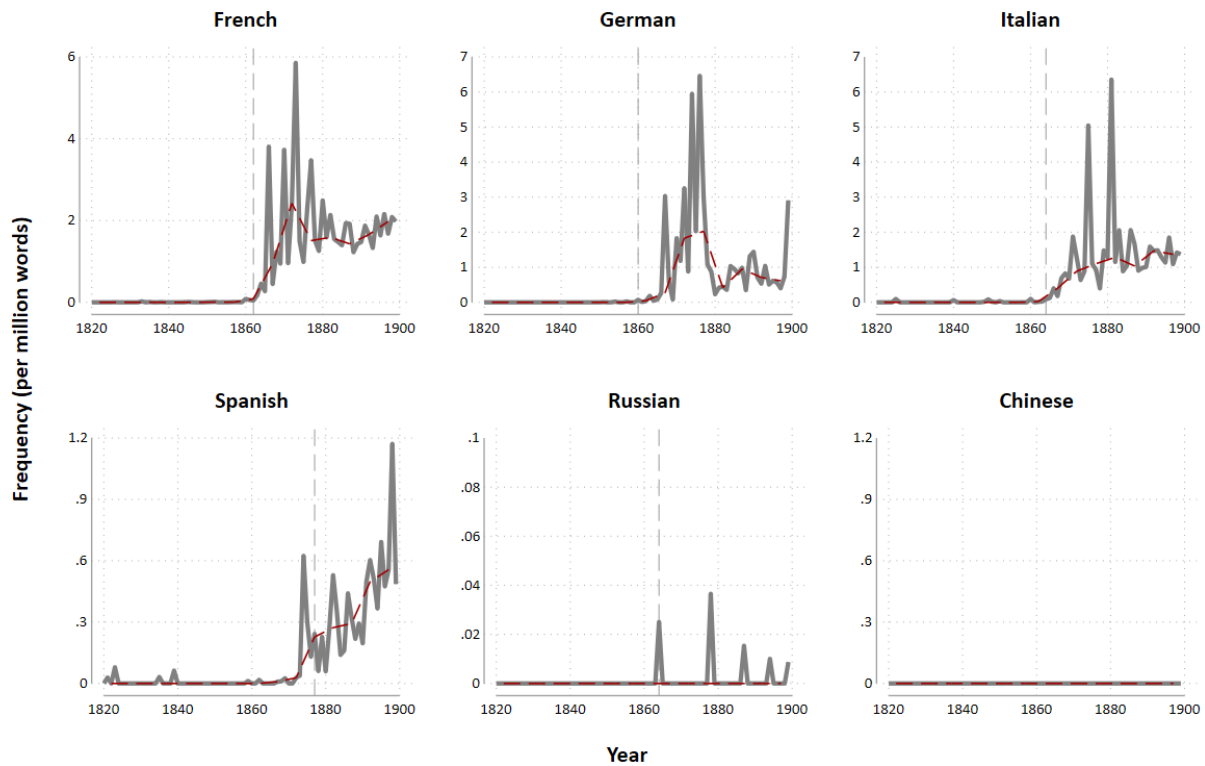 French German Italian
6 7 7
6 6
5 5
4 4 4
3 3
2 2 2
1 1
0 0 0
1820 1840 1860 1880 1900 1820 1840 1860 1880 1900 1820 1840 1860 1880 1900
Frequency (per million words)
Spanish Russian Chinese
1.2 .1 1.2
.9 .08 .9
.6 .06 .6
.04
.3 .02 .3
0 0 0
1820 1840 1860 1880 1900 1820 1840 1860 1880 1900 1820 1840 1860 1880 1900
Year